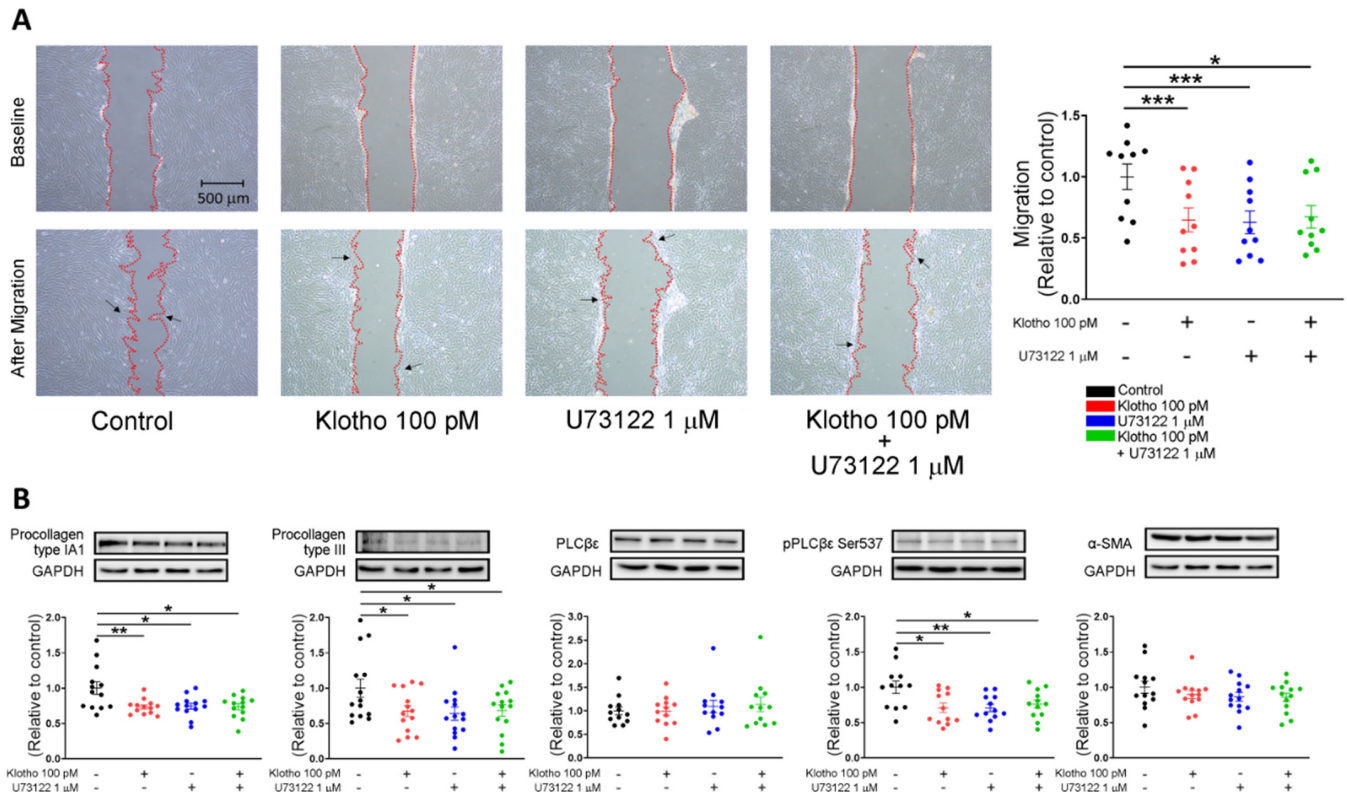 A
Baseline
500 μm
After Migration
Control
Klotho 100 pM
U73122 1 μM
Klotho 100 pM
+
U73122 1 μM
Migration
(Relative to control)
1.5
1.0
0.5
0.0
*
***
***
Klotho 100 pM - + - +
U73122 1 μM - - + +
Control
Klotho 100 pM
U73122 1 μM
Klotho 100 pM
+ U73122 1 μM
B
Procollagen
type IA1
GAPDH
(Relative to control)
2.0
1.5
1.0
0.5
0.0
*
*
**
Klotho 100 pM - + - +
U73122 1 μM - - + +
Procollagen
type III
GAPDH
(Relative to control)
2.0
1.5
1.0
0.5
0.0
*
*
*
Klotho 100 pM - + - +
U73122 1 μM - - + +
PLCβε
GAPDH
(Relative to control)
3.0
2.5
2.0
1.5
1.0
0.5
0.0
Klotho 100 pM - + - +
U73122 1 μM - - + +
pPLCβε Ser537
GAPDH
(Relative to control)
2.0
1.5
1.0
0.5
0.0
*
**
*
Klotho 100 pM - + - +
U73122 1 μM - - + +
α-SMA
GAPDH
(Relative to control)
2.0
1.5
1.0
0.5
0.0
Klotho 100 pM - + - +
U73122 1 μM - - + +